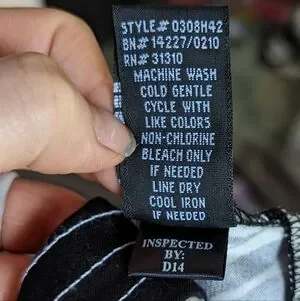 STYLE# 0308H42
BN# 14227/0210
RN# 31310
MACHINE WASH
COLD GENTLE
CYCLE WITH
LIKE COLORS
NON-CHLORINE
BLEACH ONLY
IF NEEDED
LINE DRY
COOL IRON
IF NEEDED
INSPECTED
BY:
D14